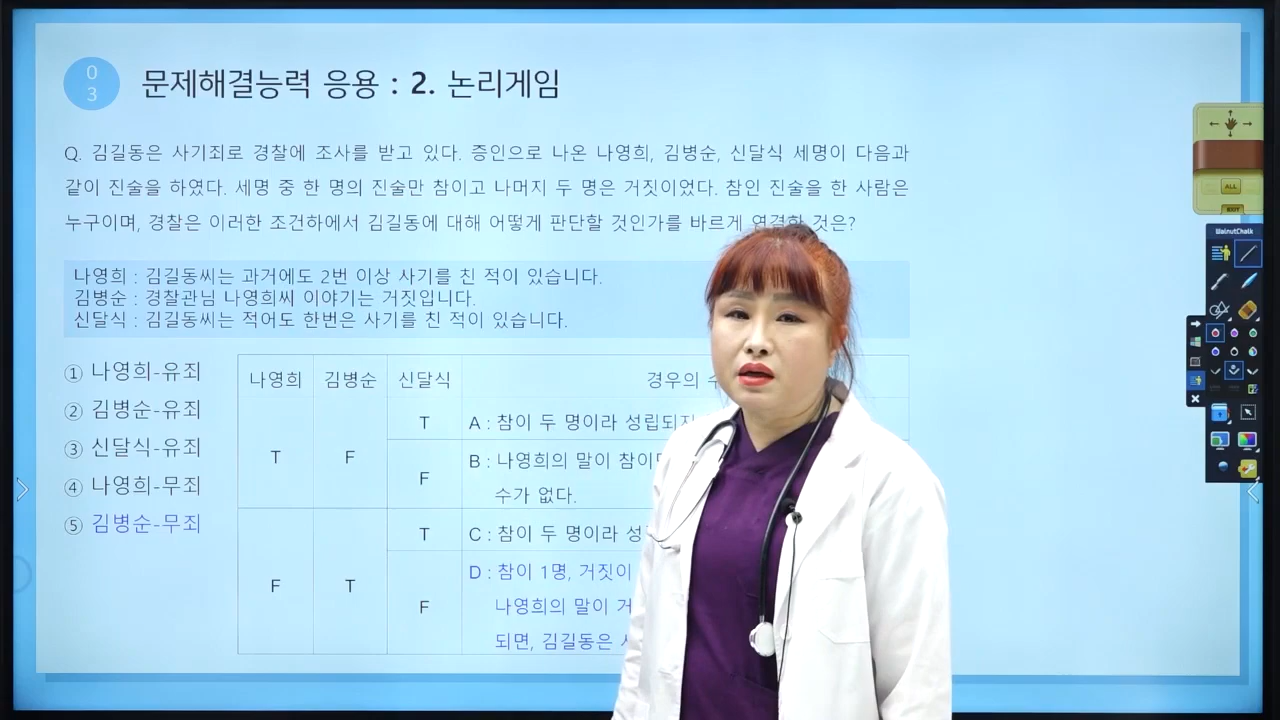 03
문제해결능력 응용 : 2. 논리게임
Q. 김길동은 사기죄로 경찰에 조사를 받고 있다. 증인으로 나온 나영희, 김병순, 신달식 세명이 다음과
같이 진술을 하였다. 세명 중 한 명의 진술만 참이고 나머지 두 명은 거짓이었다. 참인 진술을 한 사람은
누구이며, 경찰은 이러한 조건하에서 김길동에 대해 어떻게 판단할 것인가를 바르게 연결한 것은?
나영희 : 김길동씨는 과거에도 2번 이상 사기를 친 적이 있습니다.
김병순 : 경찰관님 나영희씨 이야기는 거짓입니다.
신달식 : 김길동씨는 적어도 한번은 사기를 친 적이 있습니다.
① 나영희-유죄
② 김병순-유죄
③ 신달식-유죄
④ 나영희-무죄
⑤ 김병순-무죄
나영희 김병순 신달식 경우의
T F T A : 참이 두 명이라
F B : 나영희의 말이
수가 없다.
F T T C : 참이 두 명이라
F D : 참이 1명, 거짓이
나영희의 말이
되면, 김길동은
ALL
EXIT
WalnutChalk